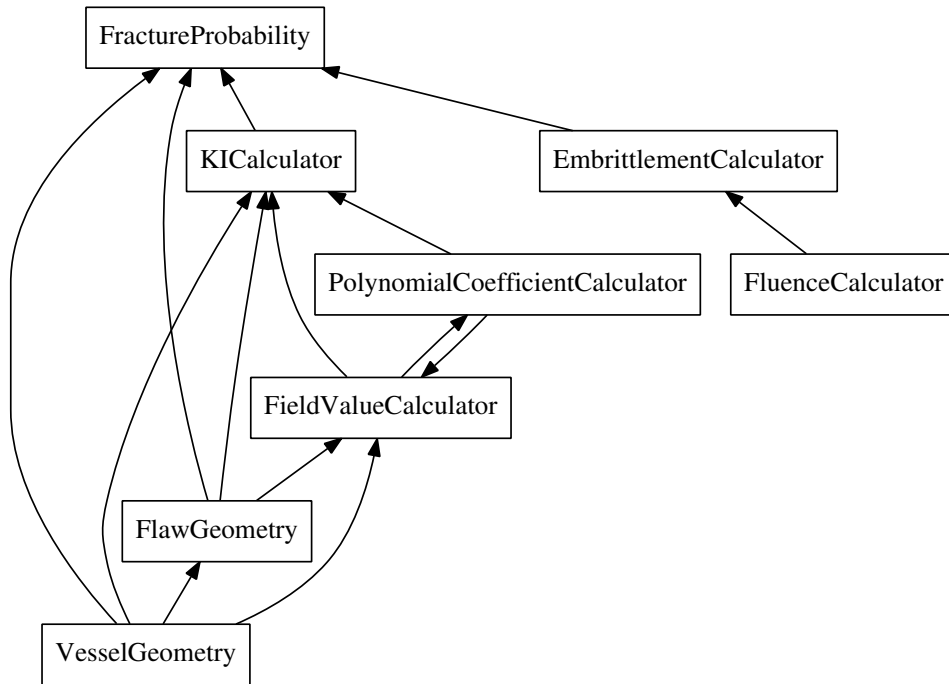 FractureProbability
KICalculator
EmbrittlementCalculator
PolynomialCoefficientCalculator
FluenceCalculator
FieldValueCalculator
FlawGeometry
VesselGeometry